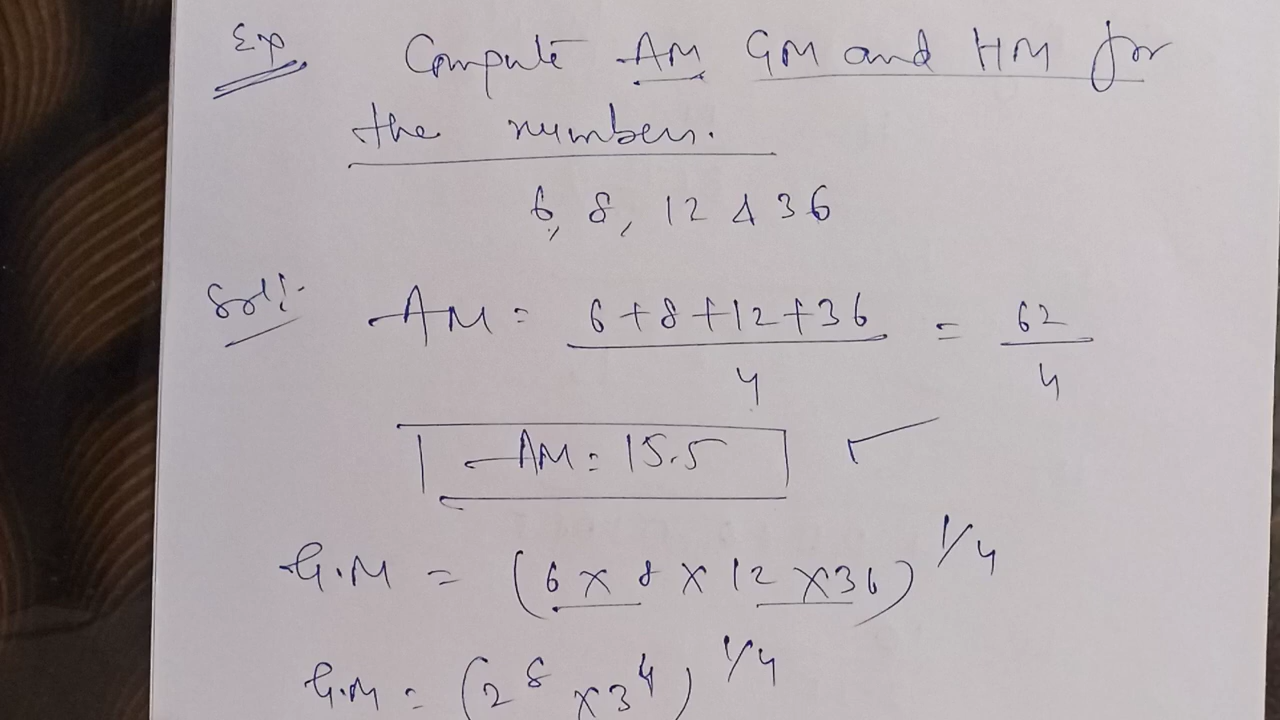 Exp Compute AM GM and HM for
the numbers.
6, 8, 12 & 36
Sol: AM = 6+8+12+36 / 4 = 62 / 4
AM = 15.5 ✓
G.M = (6 x 8 x 12 x 36)^1/4
G.M = (2^8 x 3^4)^1/4